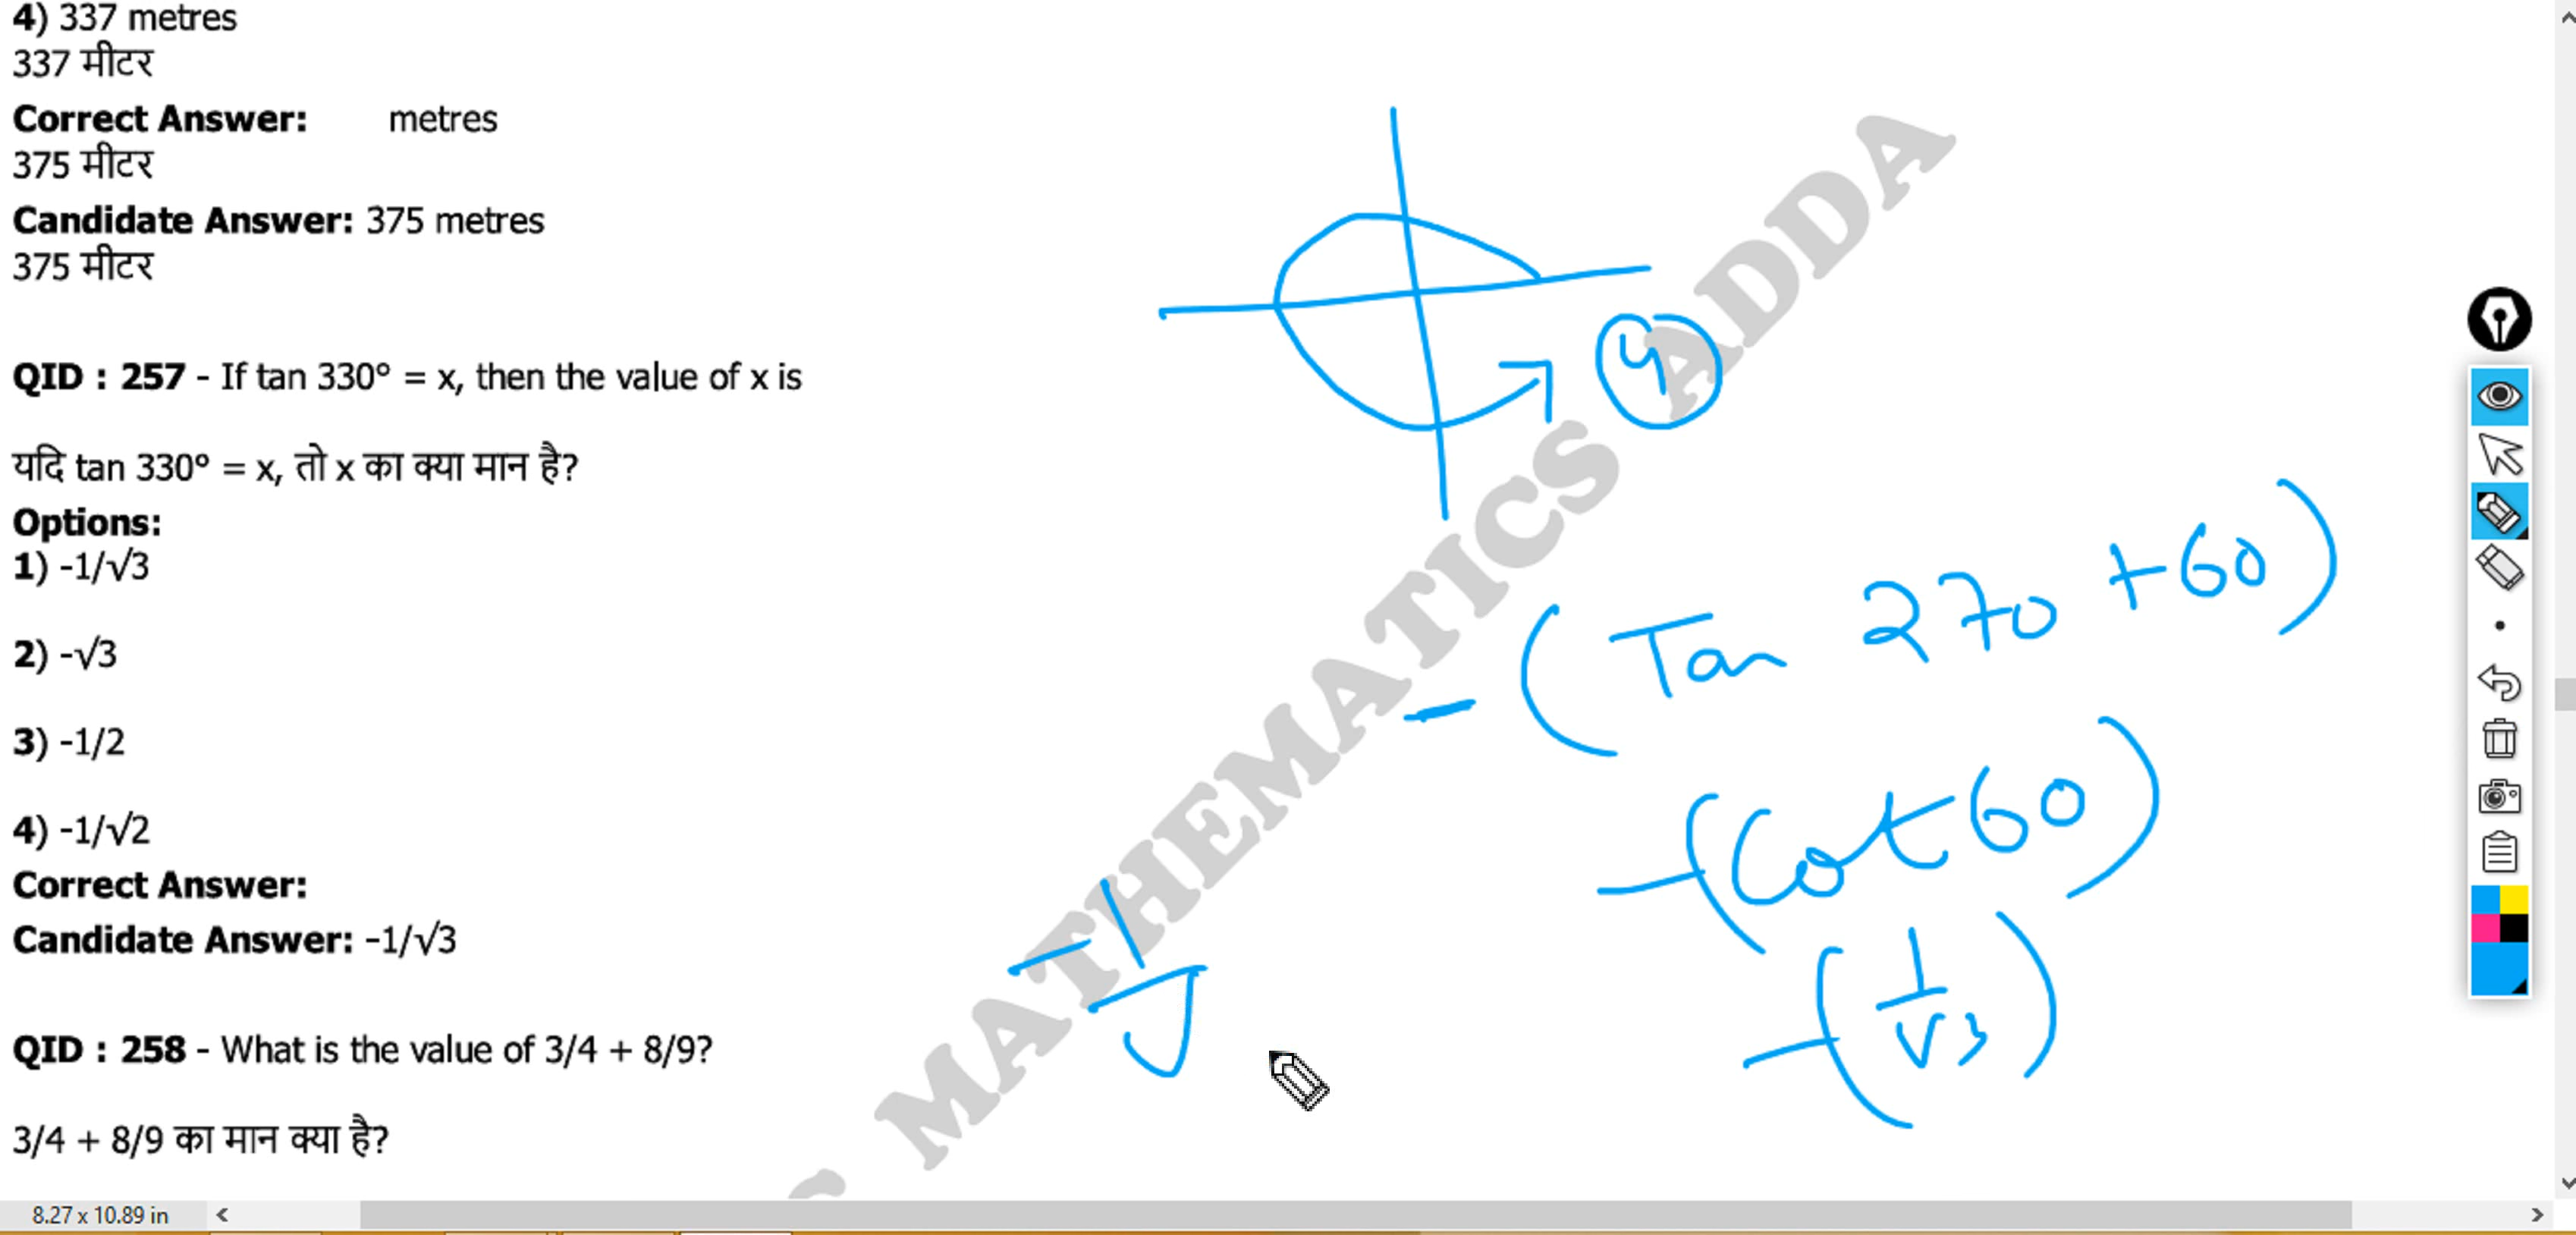 4) 337 metres
337 मीटर
Correct Answer: metres
375 मीटर
Candidate Answer: 375 metres
375 मीटर
QID : 257 - If tan 330° = x, then the value of x is
यदि tan 330° = x, तो x का क्या मान है?
Options:
1) -1/√3
2) -√3
3) -1/2
4) -1/√2
Correct Answer:
Candidate Answer: -1/√3
QID : 258 - What is the value of 3/4 + 8/9?
3/4 + 8/9 का मान क्या है?
4
-(Tan 270 +60)
-(Cot 60)
-(1/√3)
MATHEMATICS ADDA
8.27 x 10.89 in